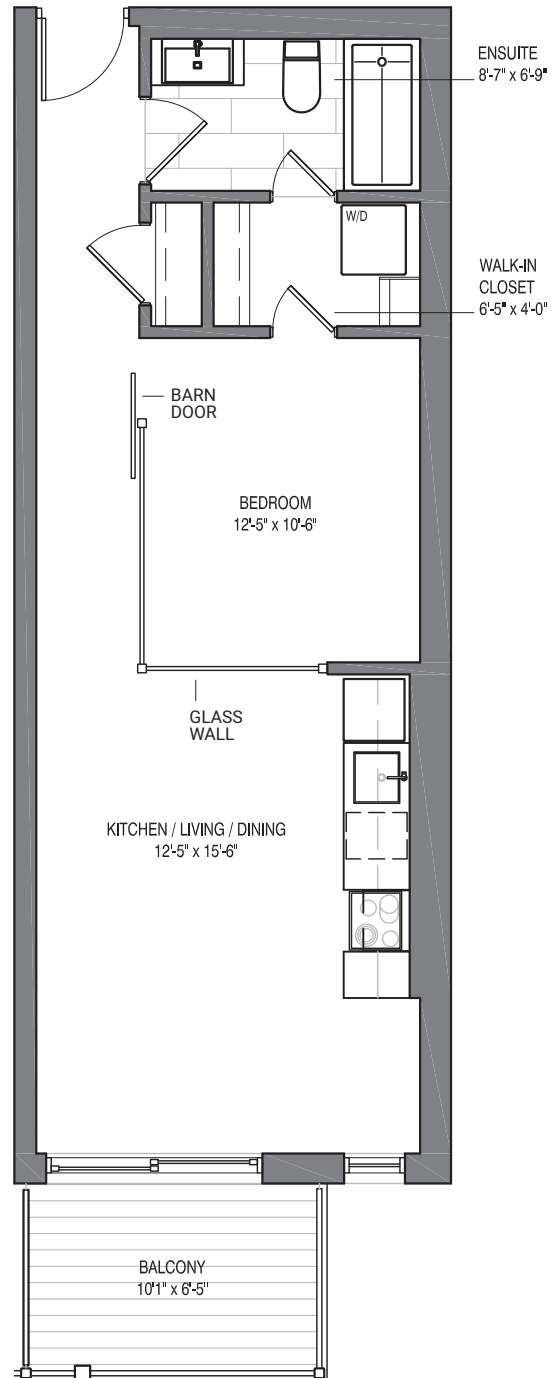 ENSUITE
8'-7" x 6'-9"
W/D
WALK-IN
CLOSET
6'-5" x 4'-0"
BARN
DOOR
BEDROOM
12'-5" x 10'-6"
GLASS
WALL
KITCHEN / LIVING / DINING
12'-5" x 15'-6"
BALCONY
10'1" x 6'-5"